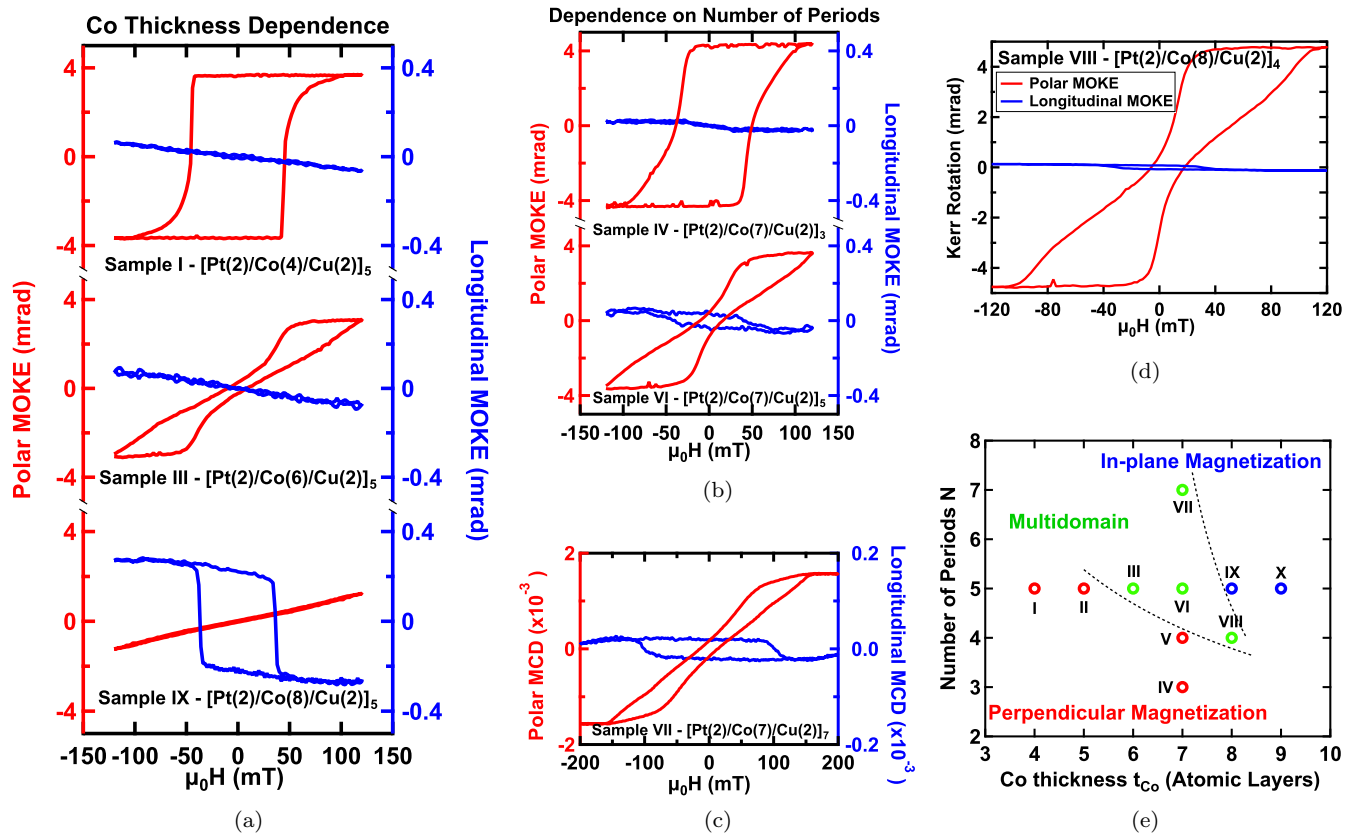 Co Thickness Dependence
-150 -100 -50 0 50 100 150
4
0
-4
4
0
-4
4
0
-4
0.4
0
-0.4
0.4
0
-0.4
0.4
0
-0.4
Polar MOKE (mrad)
Longitudinal MOKE (mrad)
Sample I - [Pt(2)/Co(4)/Cu(2)]5
Sample III - [Pt(2)/Co(6)/Cu(2)]5
Sample IX - [Pt(2)/Co(8)/Cu(2)]5
-150 -100 -50 0 50 100 150
µ0H (mT)
(a)
Dependence on Number of Periods
4
0
-4
4
0
-4
0.4
0
-0.4
0.4
0
-0.4
Polar MOKE (mrad)
Longitudinal MOKE (mrad)
Sample IV - [Pt(2)/Co(7)/Cu(2)]3
Sample VI - [Pt(2)/Co(7)/Cu(2)]5
-150 -100 -50 0 50 100 150
µ0H (mT)
(b)
2
0
-2
0.2
0.0
-0.2
Polar MCD (x10-3)
Longitudinal MCD (x10-3)
Sample VII - [Pt(2)/Co(7)/Cu(2)]7
-200 -100 0 100 200
µ0H (mT)
(c)
Sample VIII - [Pt(2)/Co(8)/Cu(2)]4
Polar MOKE
Longitudinal MOKE
Kerr Rotation (mrad)
4
2
0
-2
-4
-120 -80 -40 0 40 80 120
µ0H (mT)
(d)
8
7
6
5
4
3
2
Number of Periods N
In-plane Magnetization
Multidomain
Perpendicular Magnetization
VII
III
IX
X
I
II
VI
VIII
V
IV
3 4 5 6 7 8 9 10
Co thickness tCo (Atomic Layers)
(e)